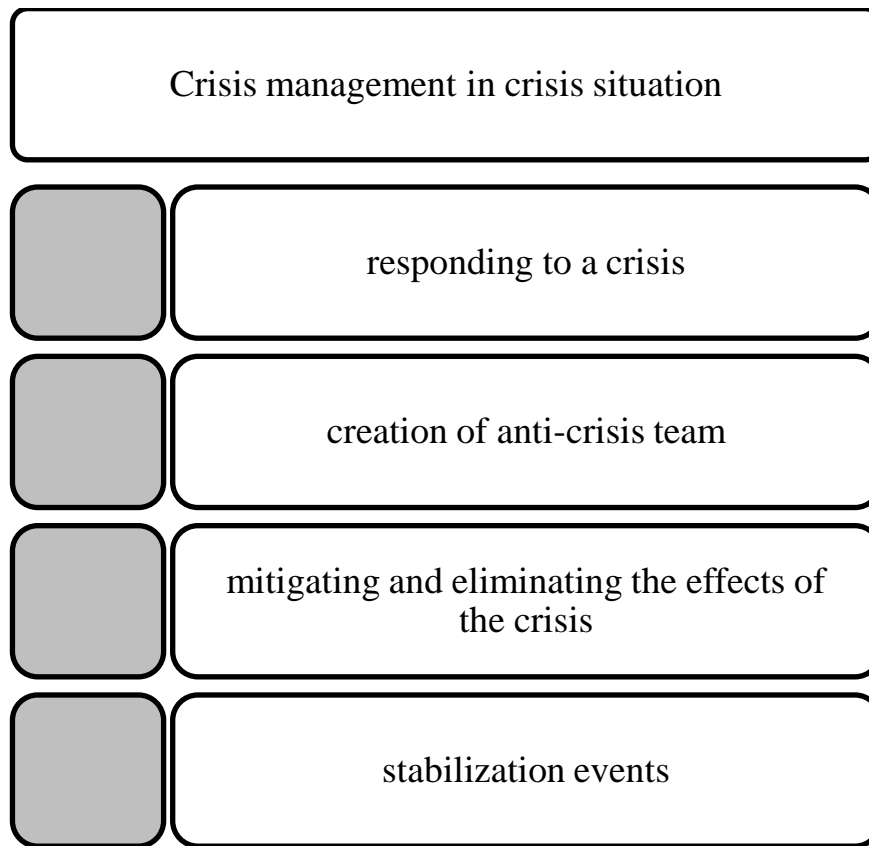 Crisis management in crisis situation
responding to a crisis
creation of anti-crisis team
mitigating and eliminating the effects of
the crisis
stabilization events